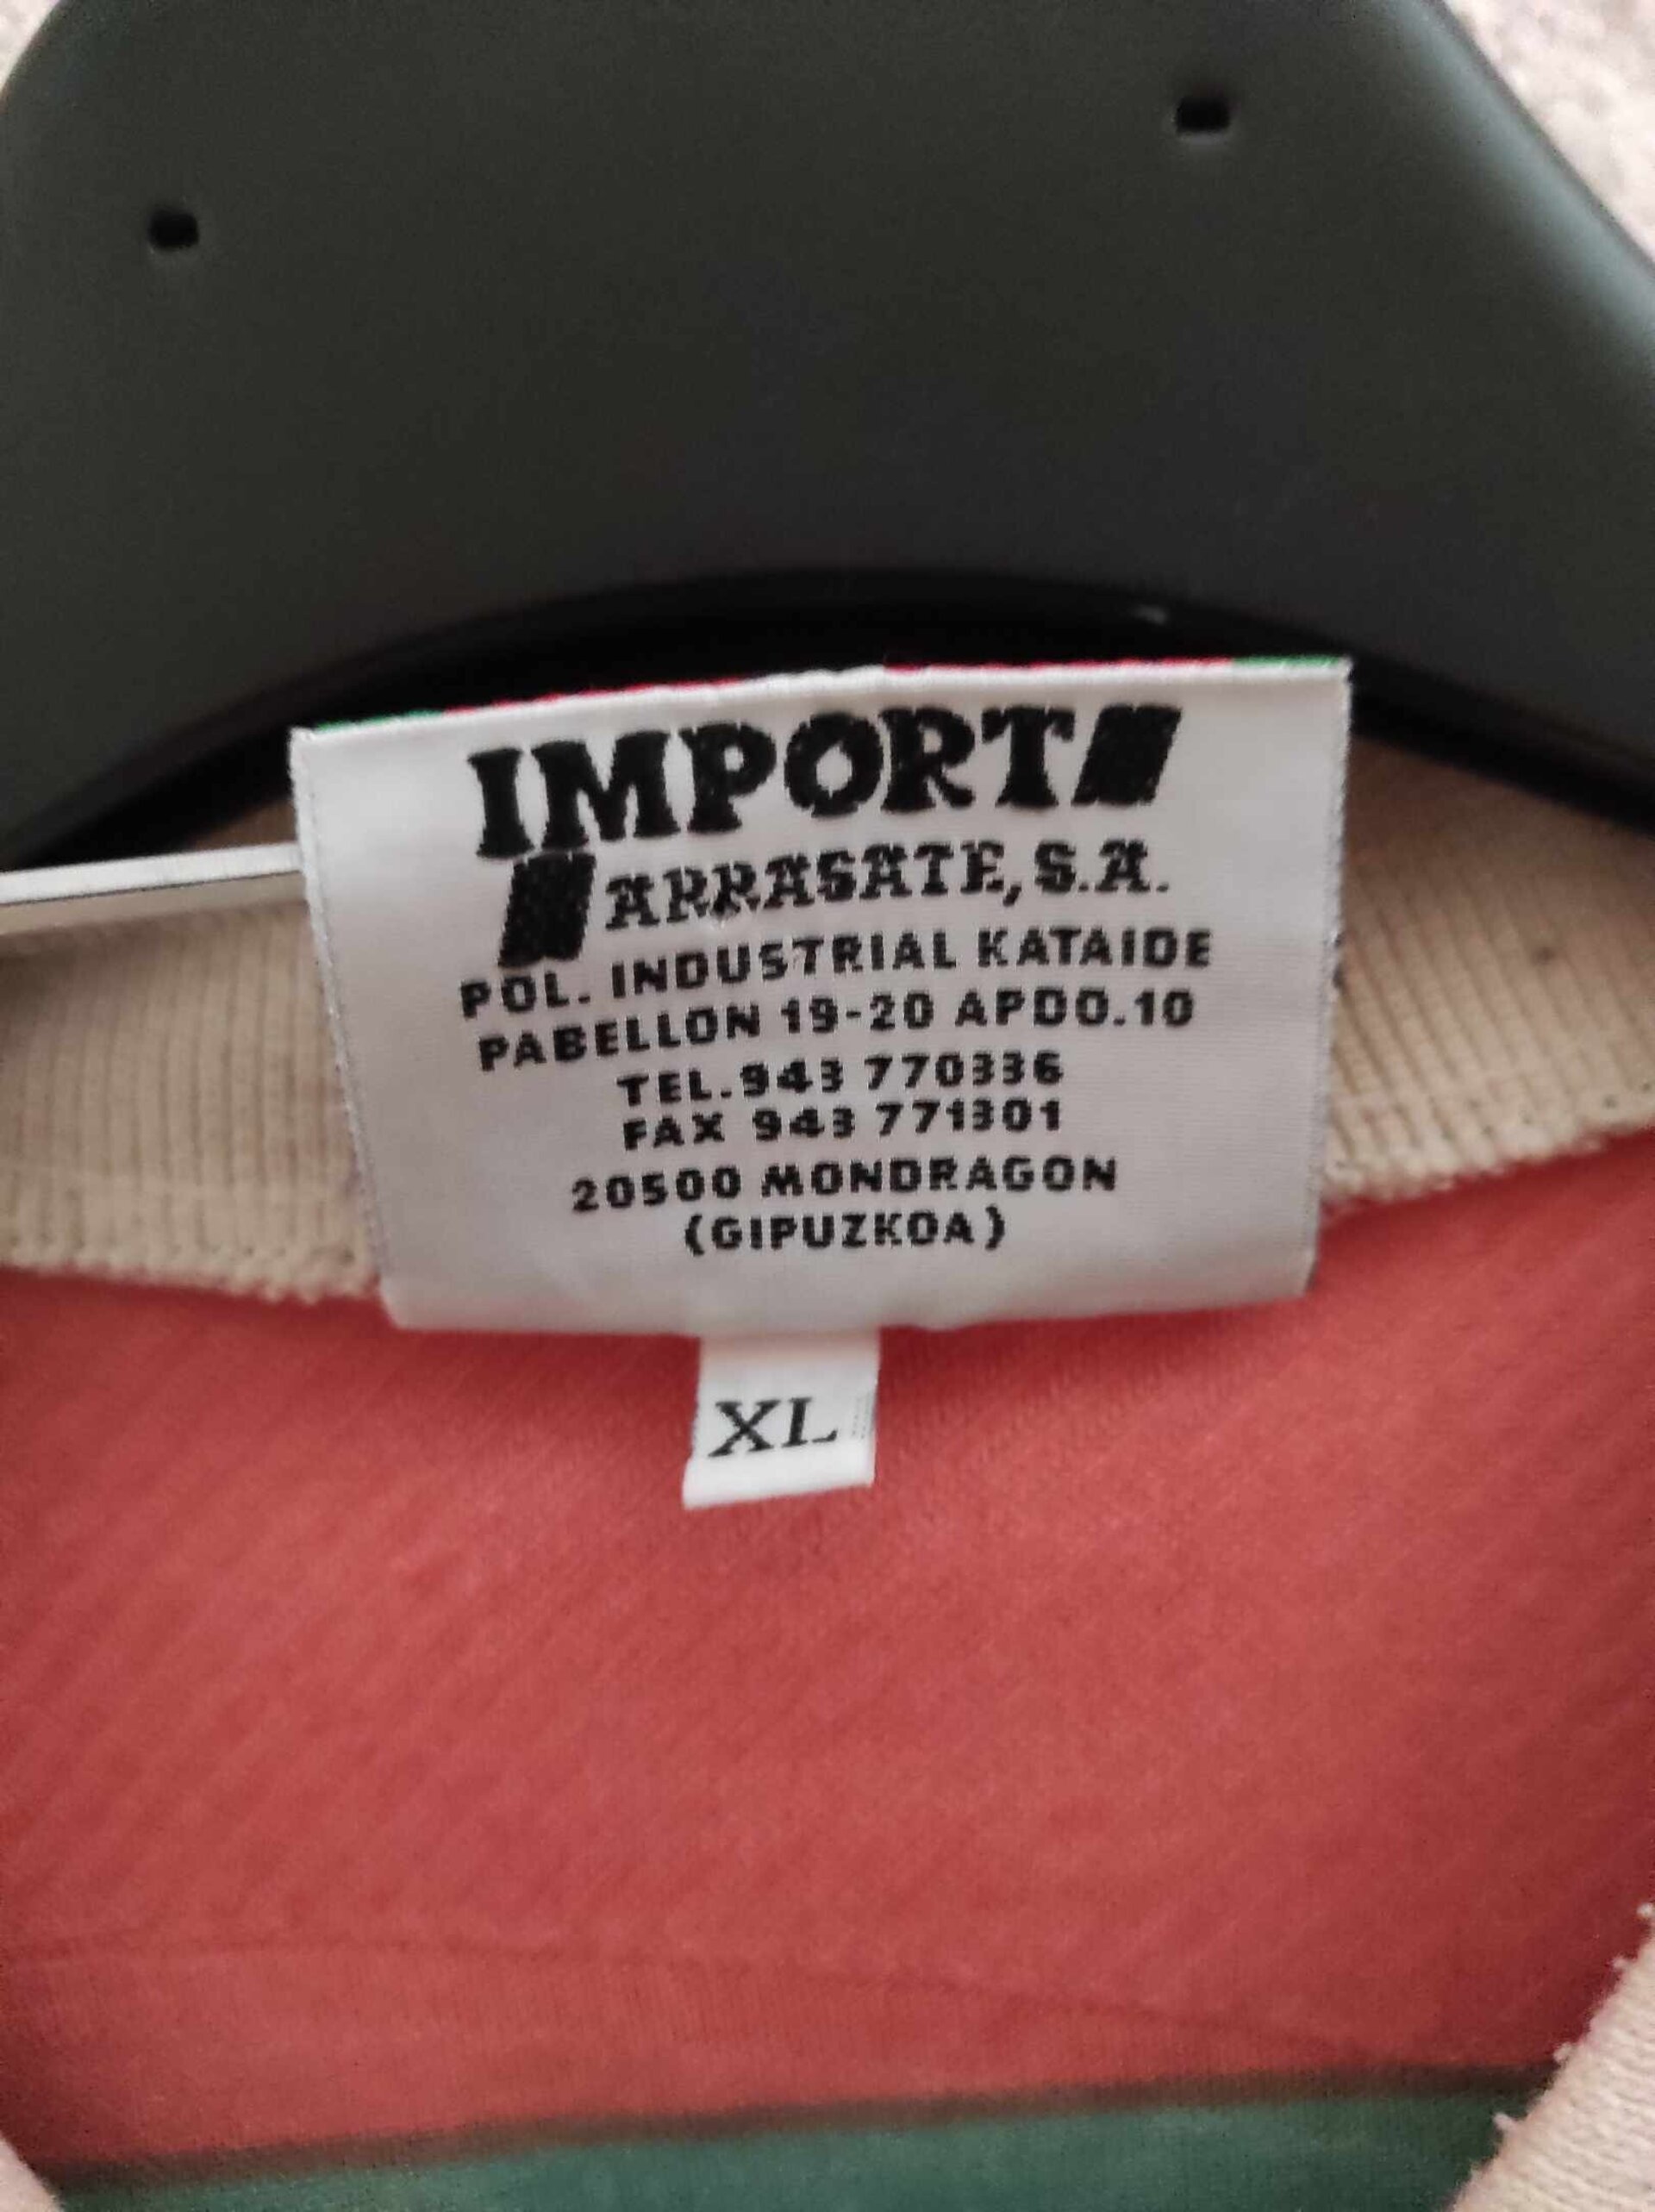 IMPORT
ARRASATE, S.A.
POL. INDUSTRIAL KATAIDE
PABELLON 19-20 APDO.10
TEL.943 770336
FAX 943 771301
20500 MONDRAGON
(GIPUZKOA)
XL